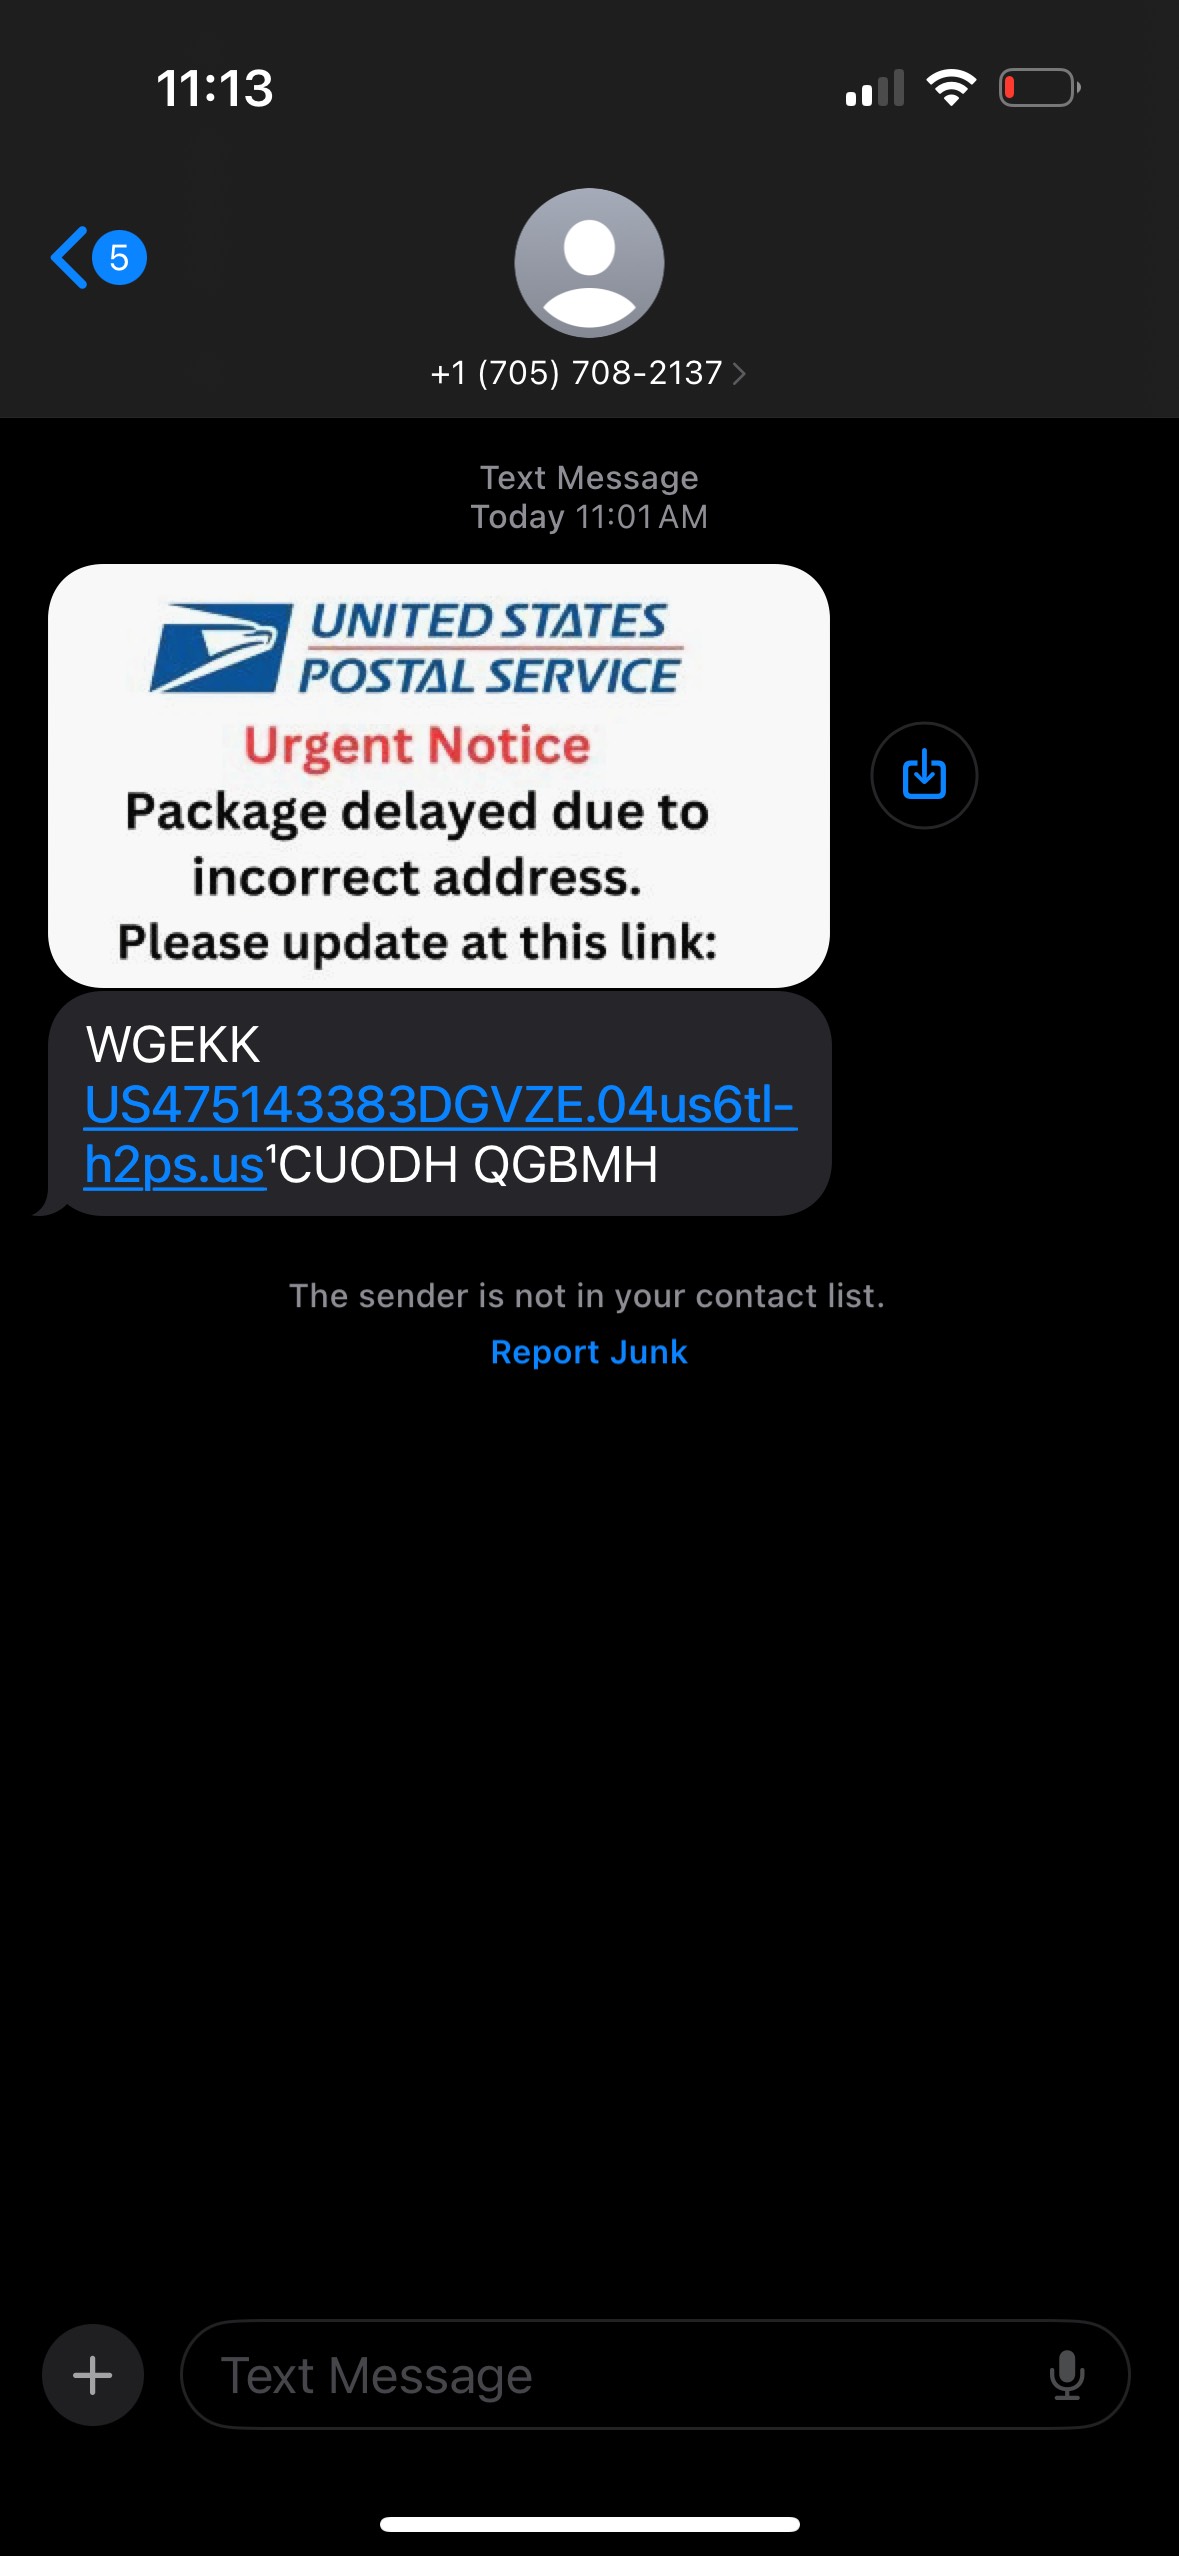 11:13
5
+1 (705) 708-2137
Text Message
Today 11:01 AM
UNITED STATES
POSTAL SERVICE
Urgent Notice
Package delayed due to
incorrect address.
Please update at this link:
WGEKK
US475143383DGVZE.04us6tl-
h2ps.us¹'CUODH QGBMH
The sender is not in your contact list.
Report Junk
Text Message